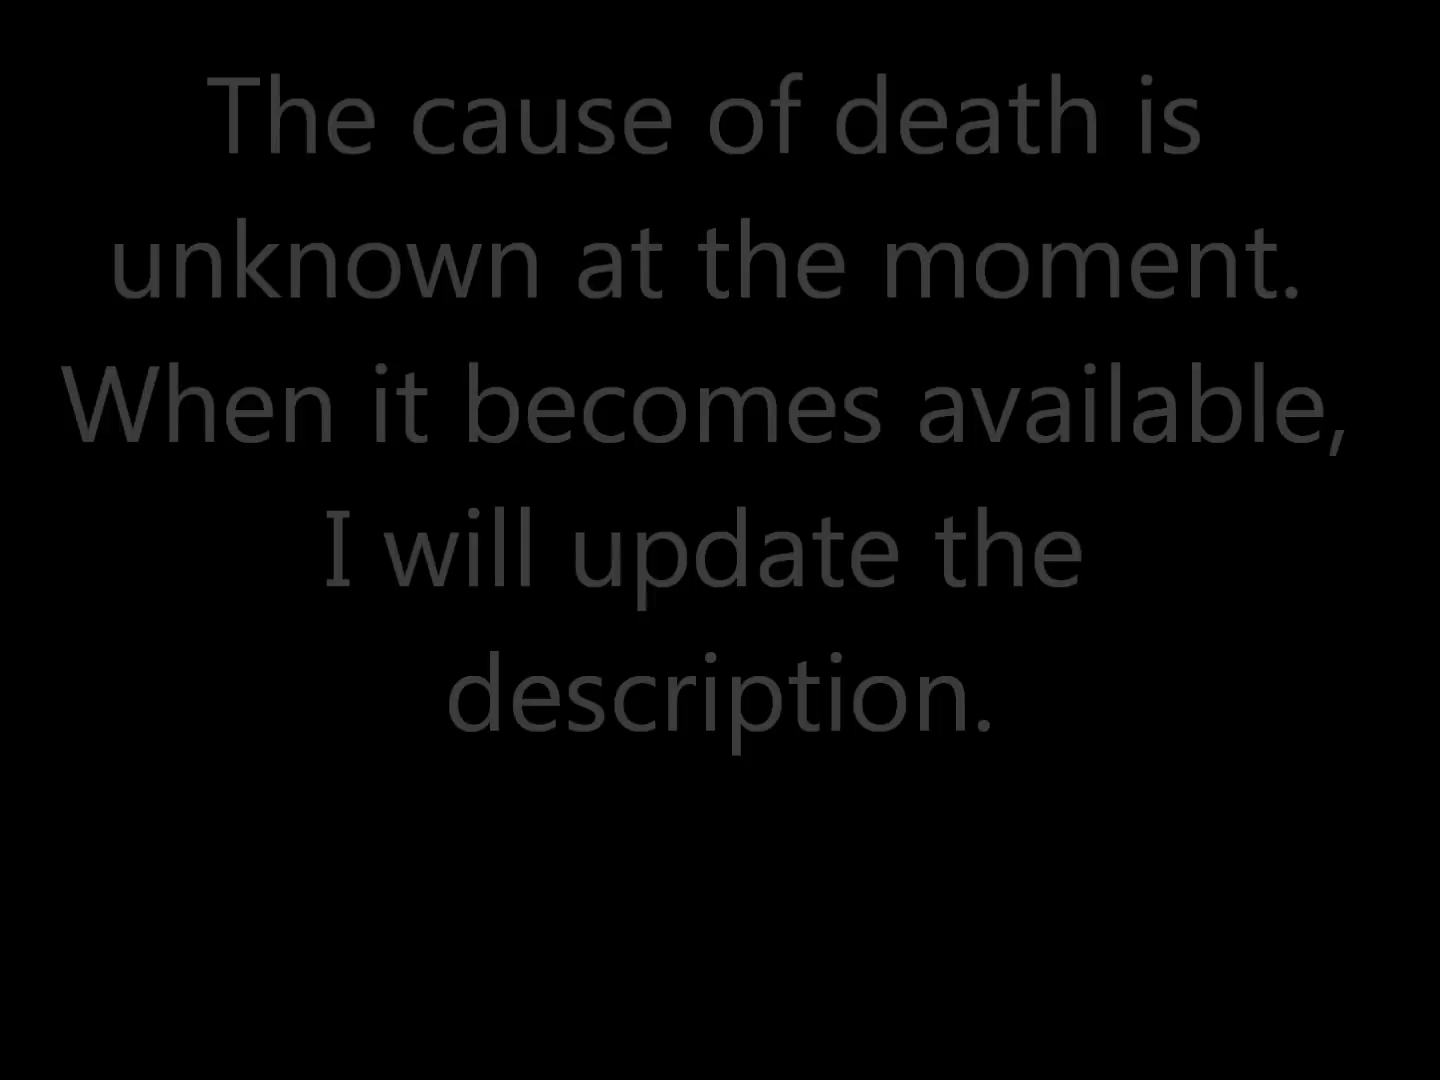 The cause of death is
unknown at the moment.
When it becomes available,
I will update the
description.